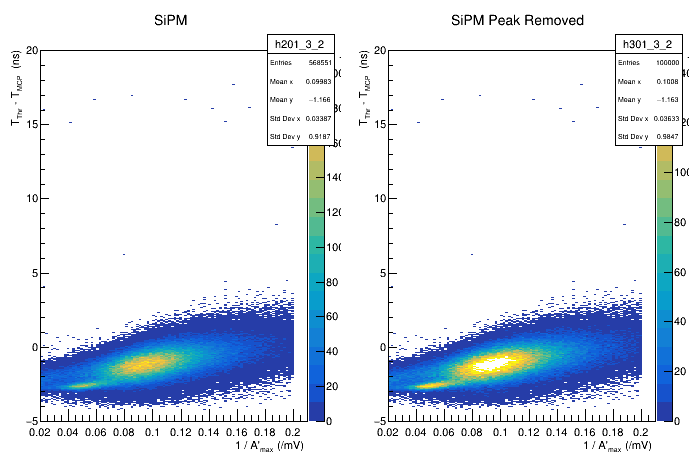 SiPM
h201_3_2
Entries 568551
Mean x 0.09983
Mean y −1.166
Std Dev x 0.03387
Std Dev y 0.9187
T_Thr - T_MCP (ns)
20
15
10
5
0
−5
0.02 0.04 0.06 0.08 0.1 0.12 0.14 0.16 0.18 0.2
1 / A'_max (/mV)
80
60
40
20
0
SiPM Peak Removed
h301_3_2
Entries 100000
Mean x 0.1008
Mean y −1.163
Std Dev x 0.03633
Std Dev y 0.9847
T_Thr - T_MCP (ns)
20
15
10
5
0
−5
0.02 0.04 0.06 0.08 0.1 0.12 0.14 0.16 0.18 0.2
1 / A'_max (/mV)
100
80
60
40
20
0